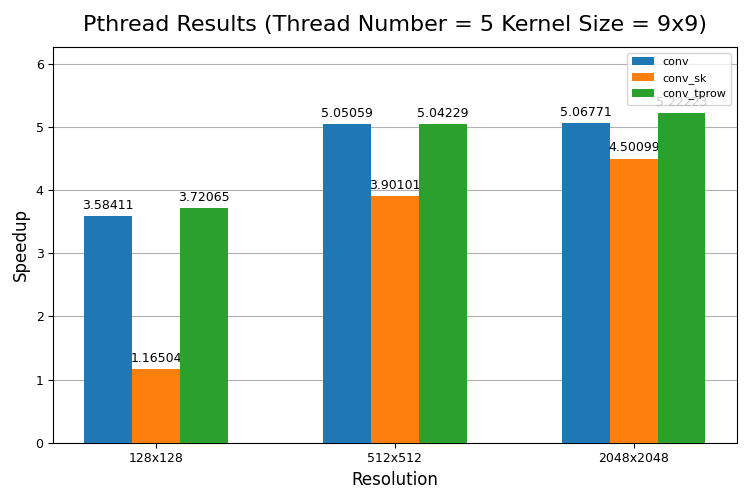 Pthread Results (Thread Number = 5 Kernel Size = 9x9)
conv
conv_sk
conv_tprow
6
5
4
3
2
1
0
Speedup
3.58411
1.16504
3.72065
5.05059
3.90101
5.04229
5.06771
4.50099
5.22223
128x128
512x512
2048x2048
Resolution